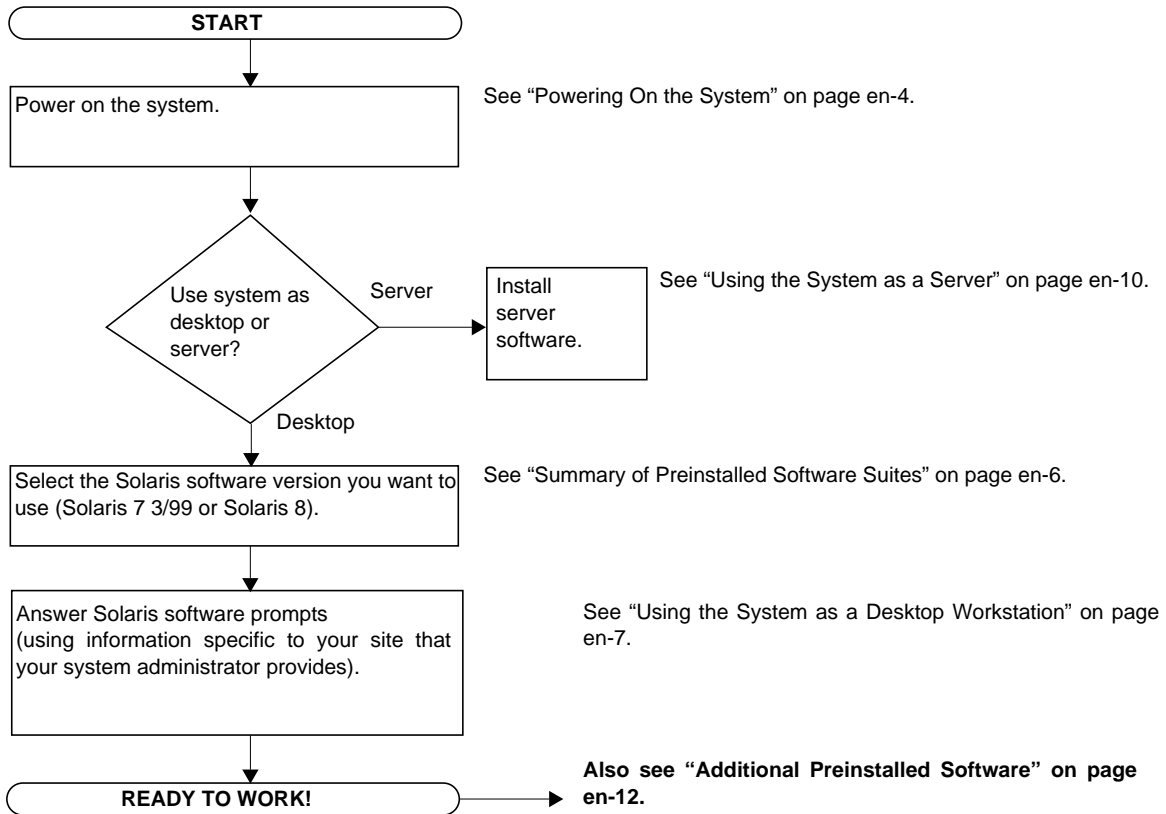 START
Power on the system.
See “Powering On the System” on page en-4.
Use system as
desktop or
server?
Server
Install
server
software.
See “Using the System as a Server” on page en-10.
Desktop
Select the Solaris software version you want to
use (Solaris 7 3/99 or Solaris 8).
See “Summary of Preinstalled Software Suites” on page en-6.
Answer Solaris software prompts
(using information specific to your site that
your system administrator provides).
See “Using the System as a Desktop Workstation” on page
en-7.
READY TO WORK!
Also see “Additional Preinstalled Software” on page
en-12.